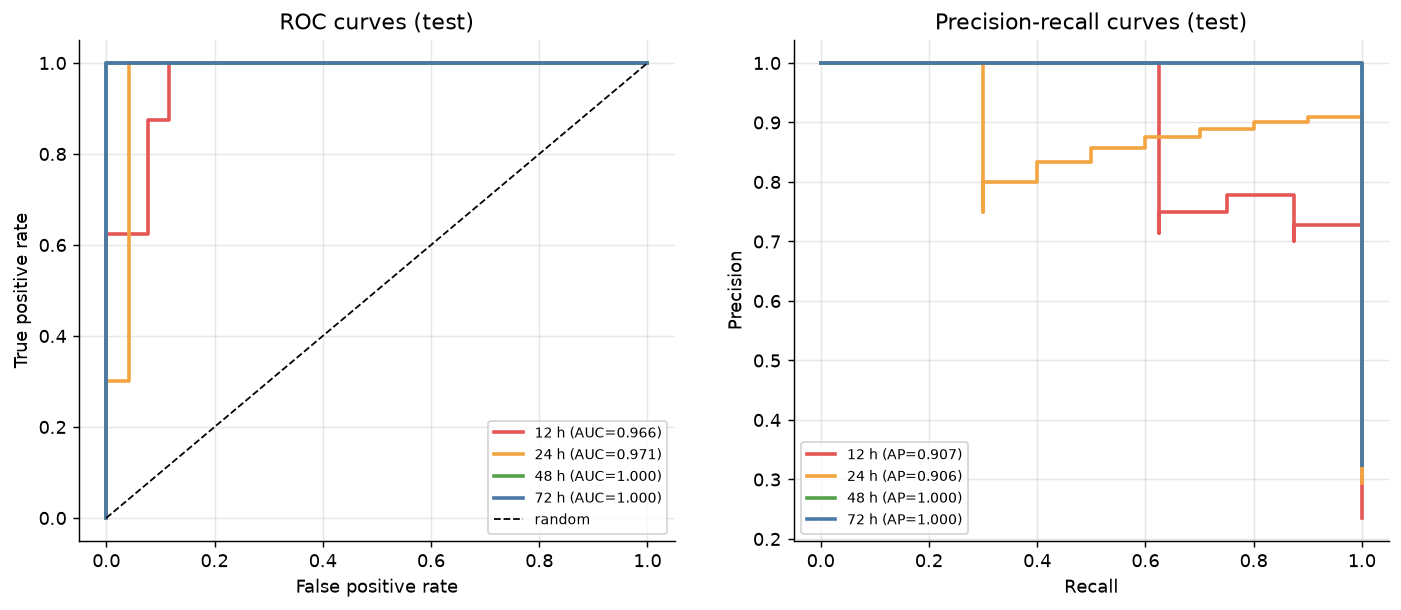 ROC curves (test)
True positive rate
1.0
0.8
0.6
0.4
0.2
0.0
12 h (AUC=0.966)
24 h (AUC=0.971)
48 h (AUC=1.000)
72 h (AUC=1.000)
random
0.0 0.2 0.4 0.6 0.8 1.0
False positive rate
Precision-recall curves (test)
Precision
1.0
0.9
0.8
0.7
0.6
0.5
0.4
0.3
0.2
12 h (AP=0.907)
24 h (AP=0.906)
48 h (AP=1.000)
72 h (AP=1.000)
0.0 0.2 0.4 0.6 0.8 1.0
Recall